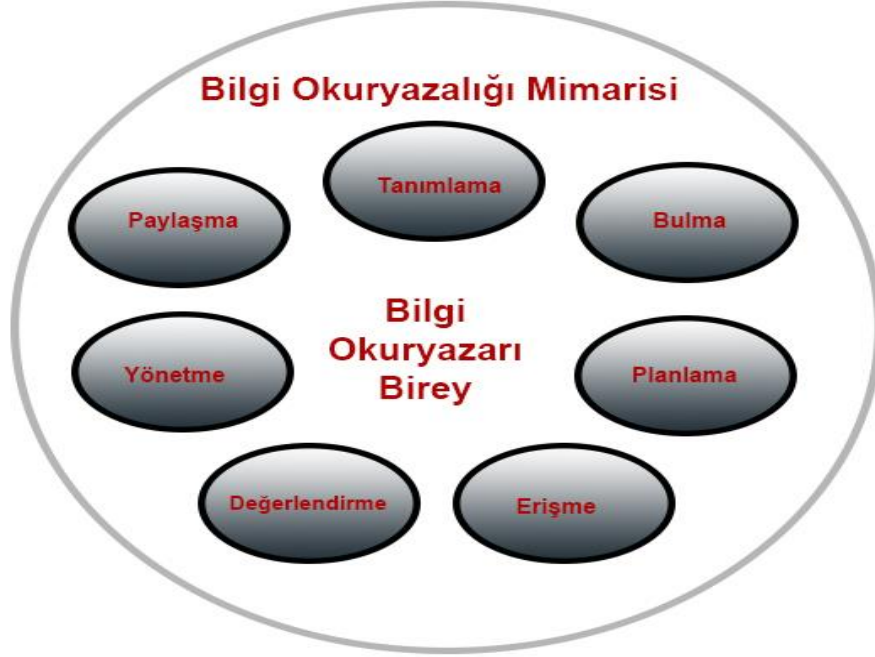 Bilgi Okuryazalığı Mimarisi
Tanımlama
Paylaşma
Bulma
Bilgi
Okuryazarı
Birey
Yönetme
Planlama
Değerlendirme
Erişme